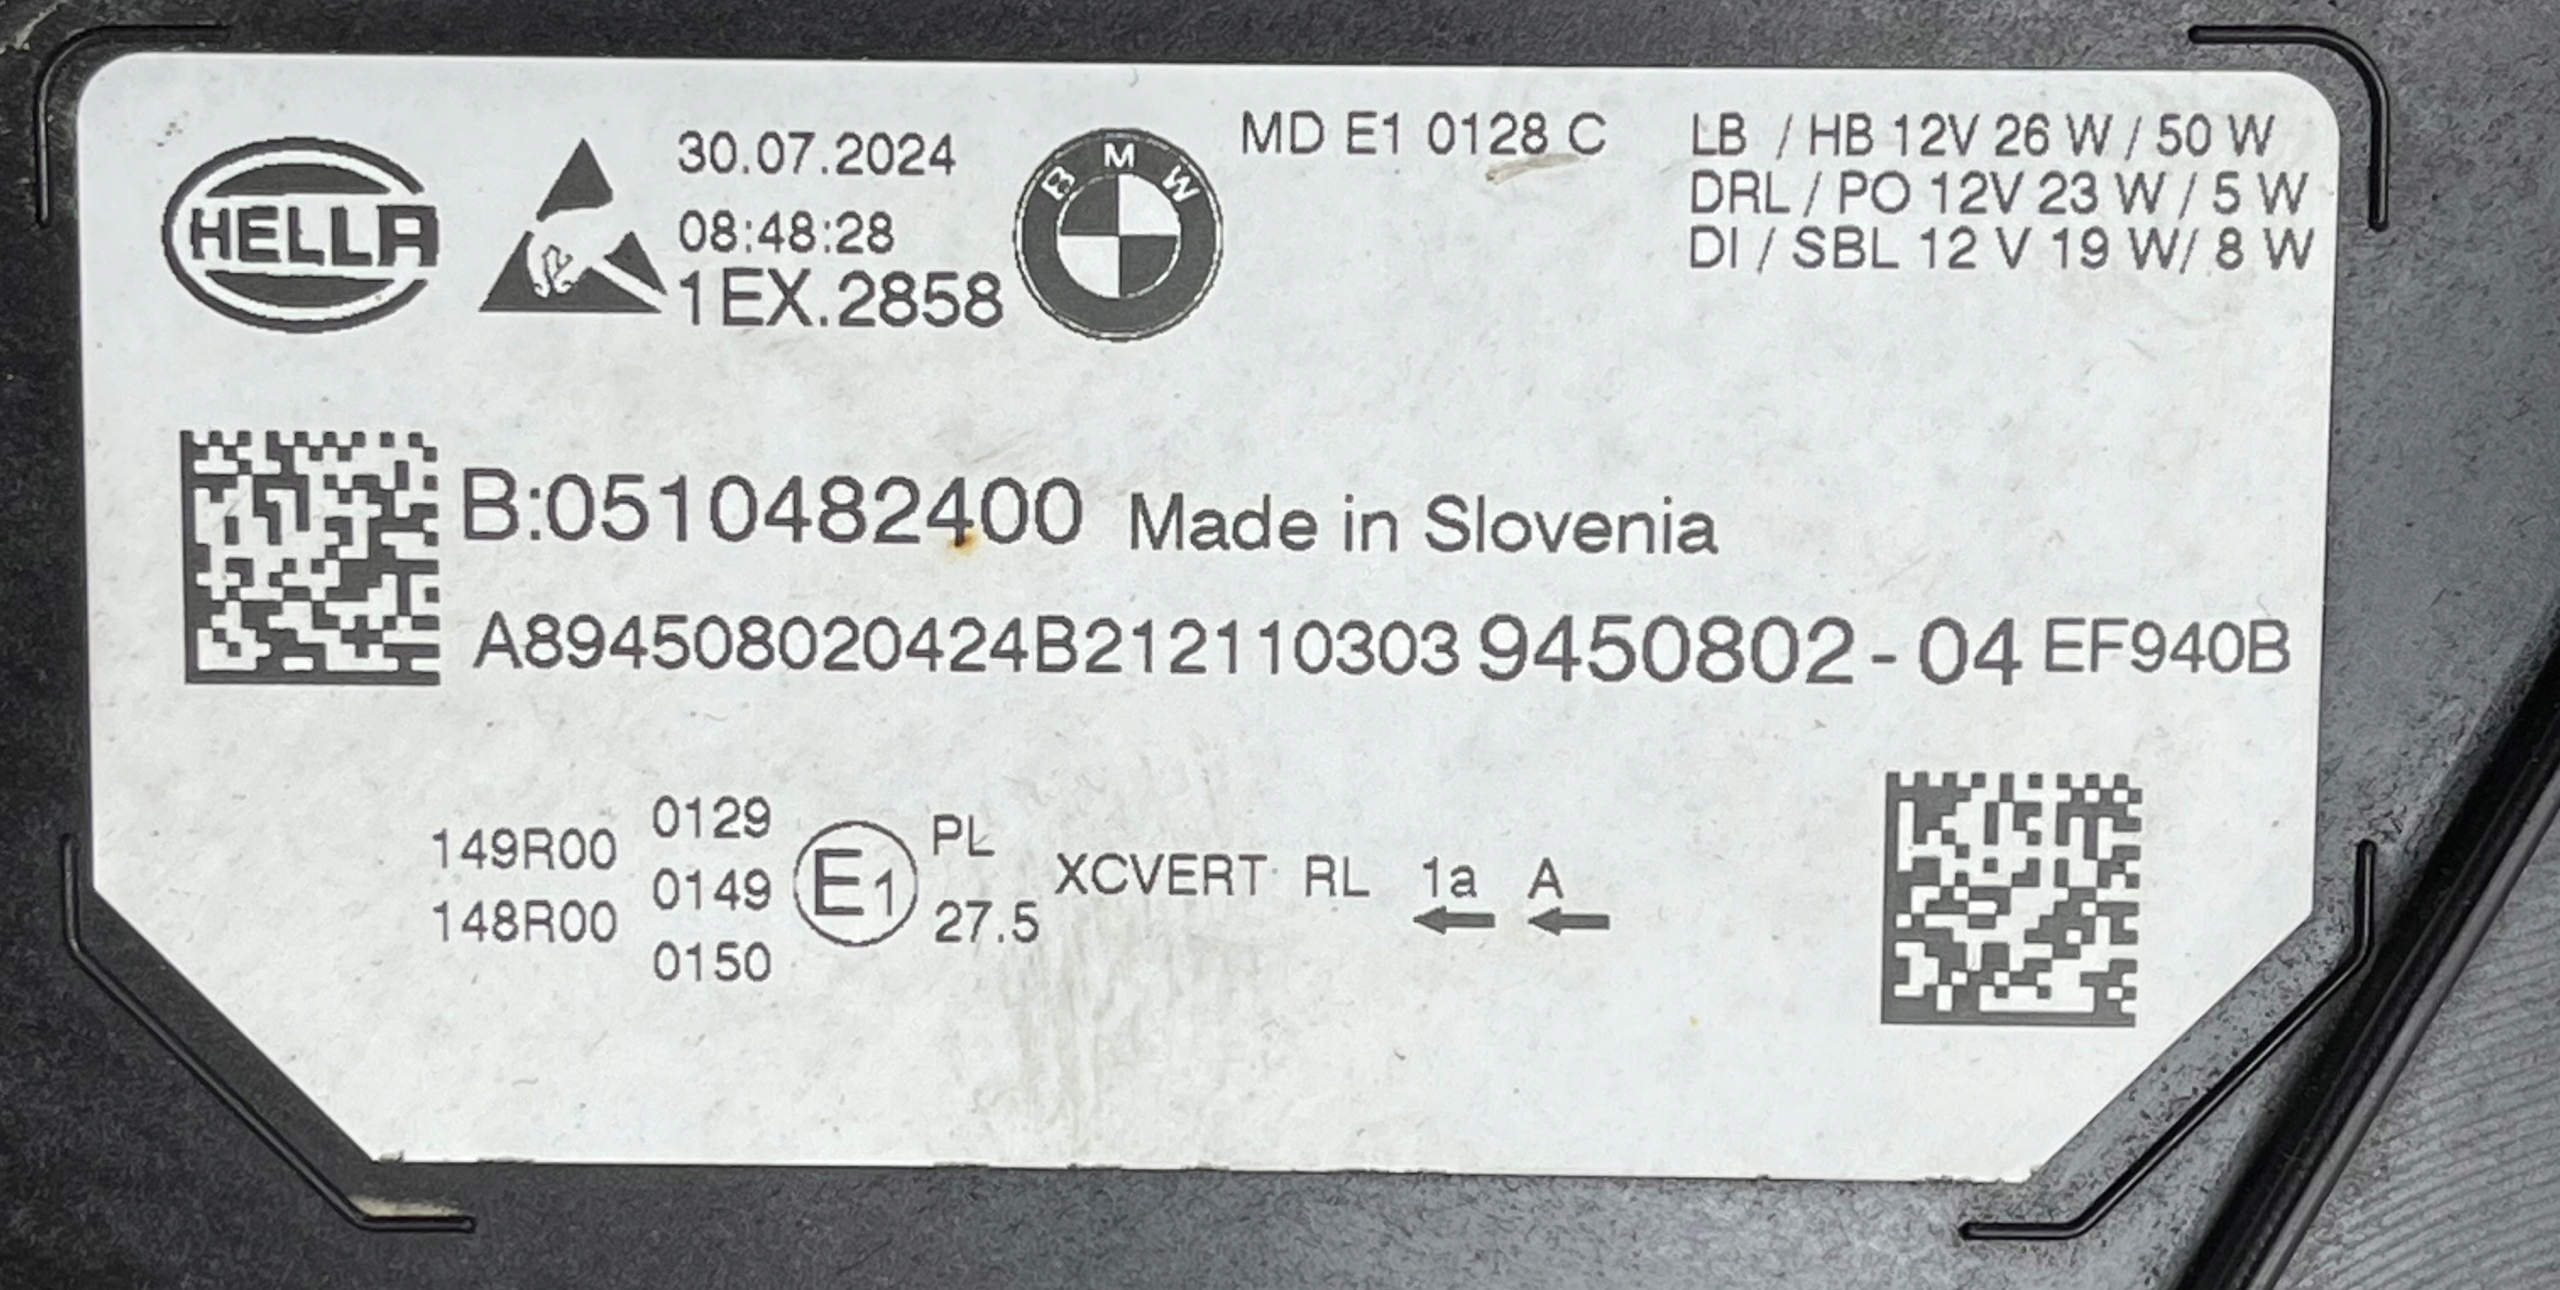 HELLA
30.07.2024
08:48:28
1EX.2858
BMW
MD E1 0128 C
LB / HB 12V 26 W / 50 W
DRL / PO 12V 23 W / 5 W
DI / SBL 12 V 19 W/ 8 W
B:0510482400 Made in Slovenia
A894508020424B2121103039450802-04 EF940B
149R00
148R00
0129
0149
0150
E1
PL
27.5
XCVERT RL 1a A